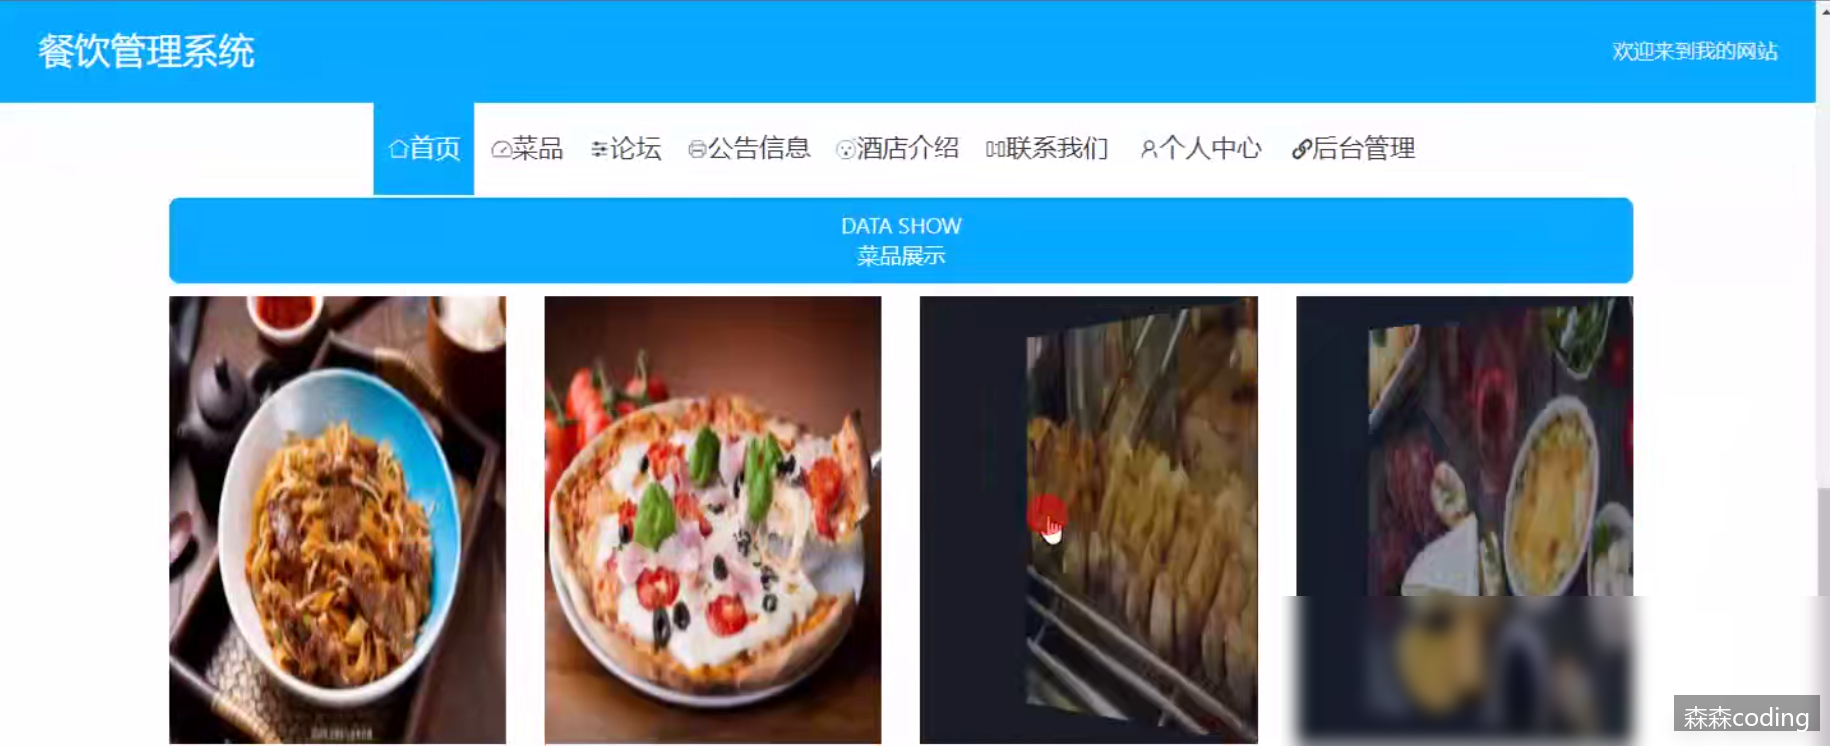 餐饮管理系统
欢迎来到我的网站
首页 菜品 论坛 公告信息 酒店介绍 联系我们 个人中心 后台管理
DATA SHOW
菜品展示
森森coding